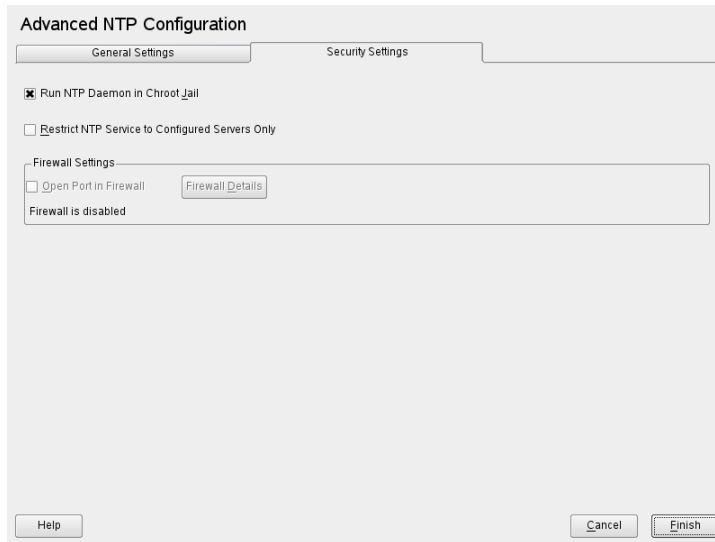 Advanced NTP Configuration
General Settings
Security Settings
Run NTP Daemon in Chroot Jail
Restrict NTP Service to Configured Servers Only
Firewall Settings
Open Port in Firewall
Firewall Details
Firewall is disabled
Help
Cancel
Finish